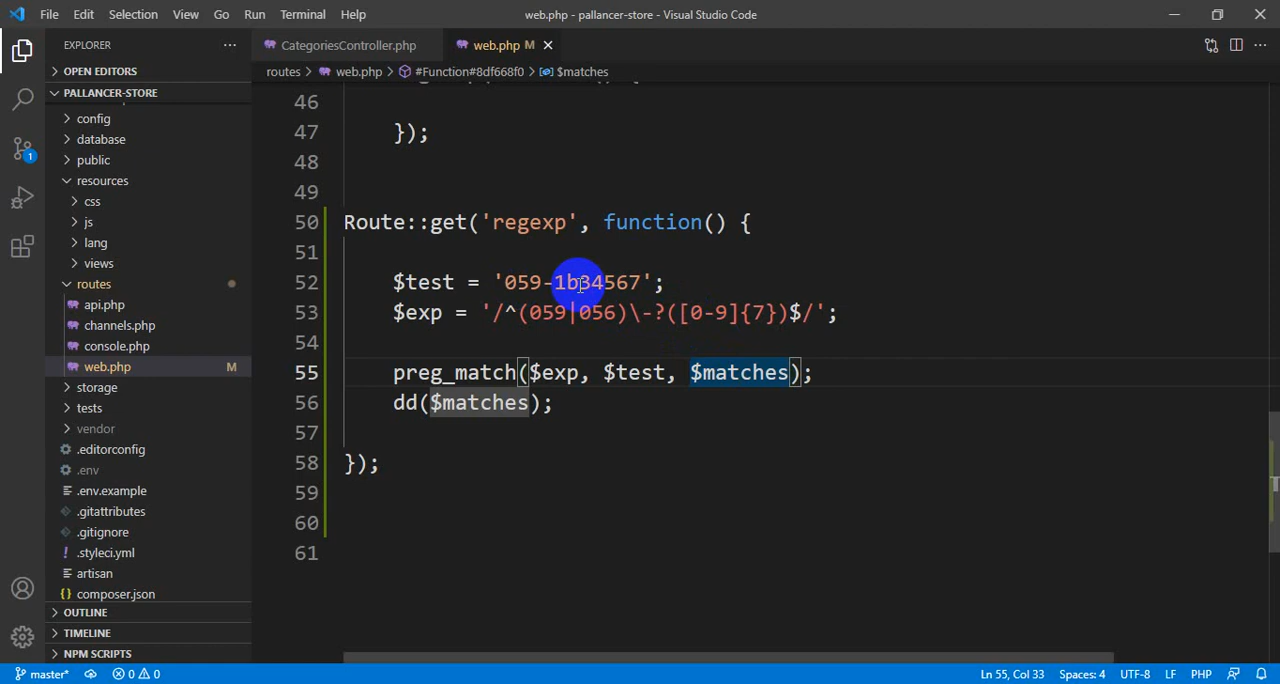 File Edit Selection View Go Run Terminal Help
web.php - pallancer-store - Visual Studio Code
EXPLORER
OPEN EDITORS
PALLANCER-STORE
config
database
public
resources
css
js
lang
views
routes
api.php
channels.php
console.php
web.php M
storage
tests
vendor
.editorconfig
.env
.env.example
.gitattributes
.gitignore
.styleci.yml
artisan
composer.json
OUTLINE
TIMELINE
NPM SCRIPTS
CategoriesController.php
web.php M
routes > web.php > #Function#8df668f0 > $matches
46
47 });
48
49
50 Route::get('regexp', function() {
51
52 $test = '059-1b34567';
53 $exp = '/^(059|056)\-?([0-9]{7})$/';
54
55 preg_match($exp, $test, $matches);
56 dd($matches);
57
58 });
59
60
61
1
master* 0 0
Ln 55, Col 33 Spaces: 4 UTF-8 LF PHP